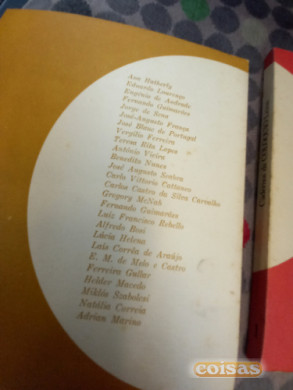 Ana Hatherly
Eduardo Lourenço
Eugénio de Andrade
Fernando Guimarães
Jorge de Sena
José-Augusto França
José Blanc de Portugal
Vergílio Ferreira
Teresa Rita Lopes
António Vieira
Benedito Nunes
José Augusto Seabra
Carlo Vittorio Cattaneo
Carlos Castro da Silva Carvalho
Gregory McNab
Fernando Guimarães
Luís Francisco Rebello
Alfredo Bosi
Lúcia Helena
Laís Corrêa de Araújo
E. M. de Melo e Castro
Ferreira Gullar
Helder Macedo
Miklós Szabolcsi
Natália Correia
Adrian Marino
coisas